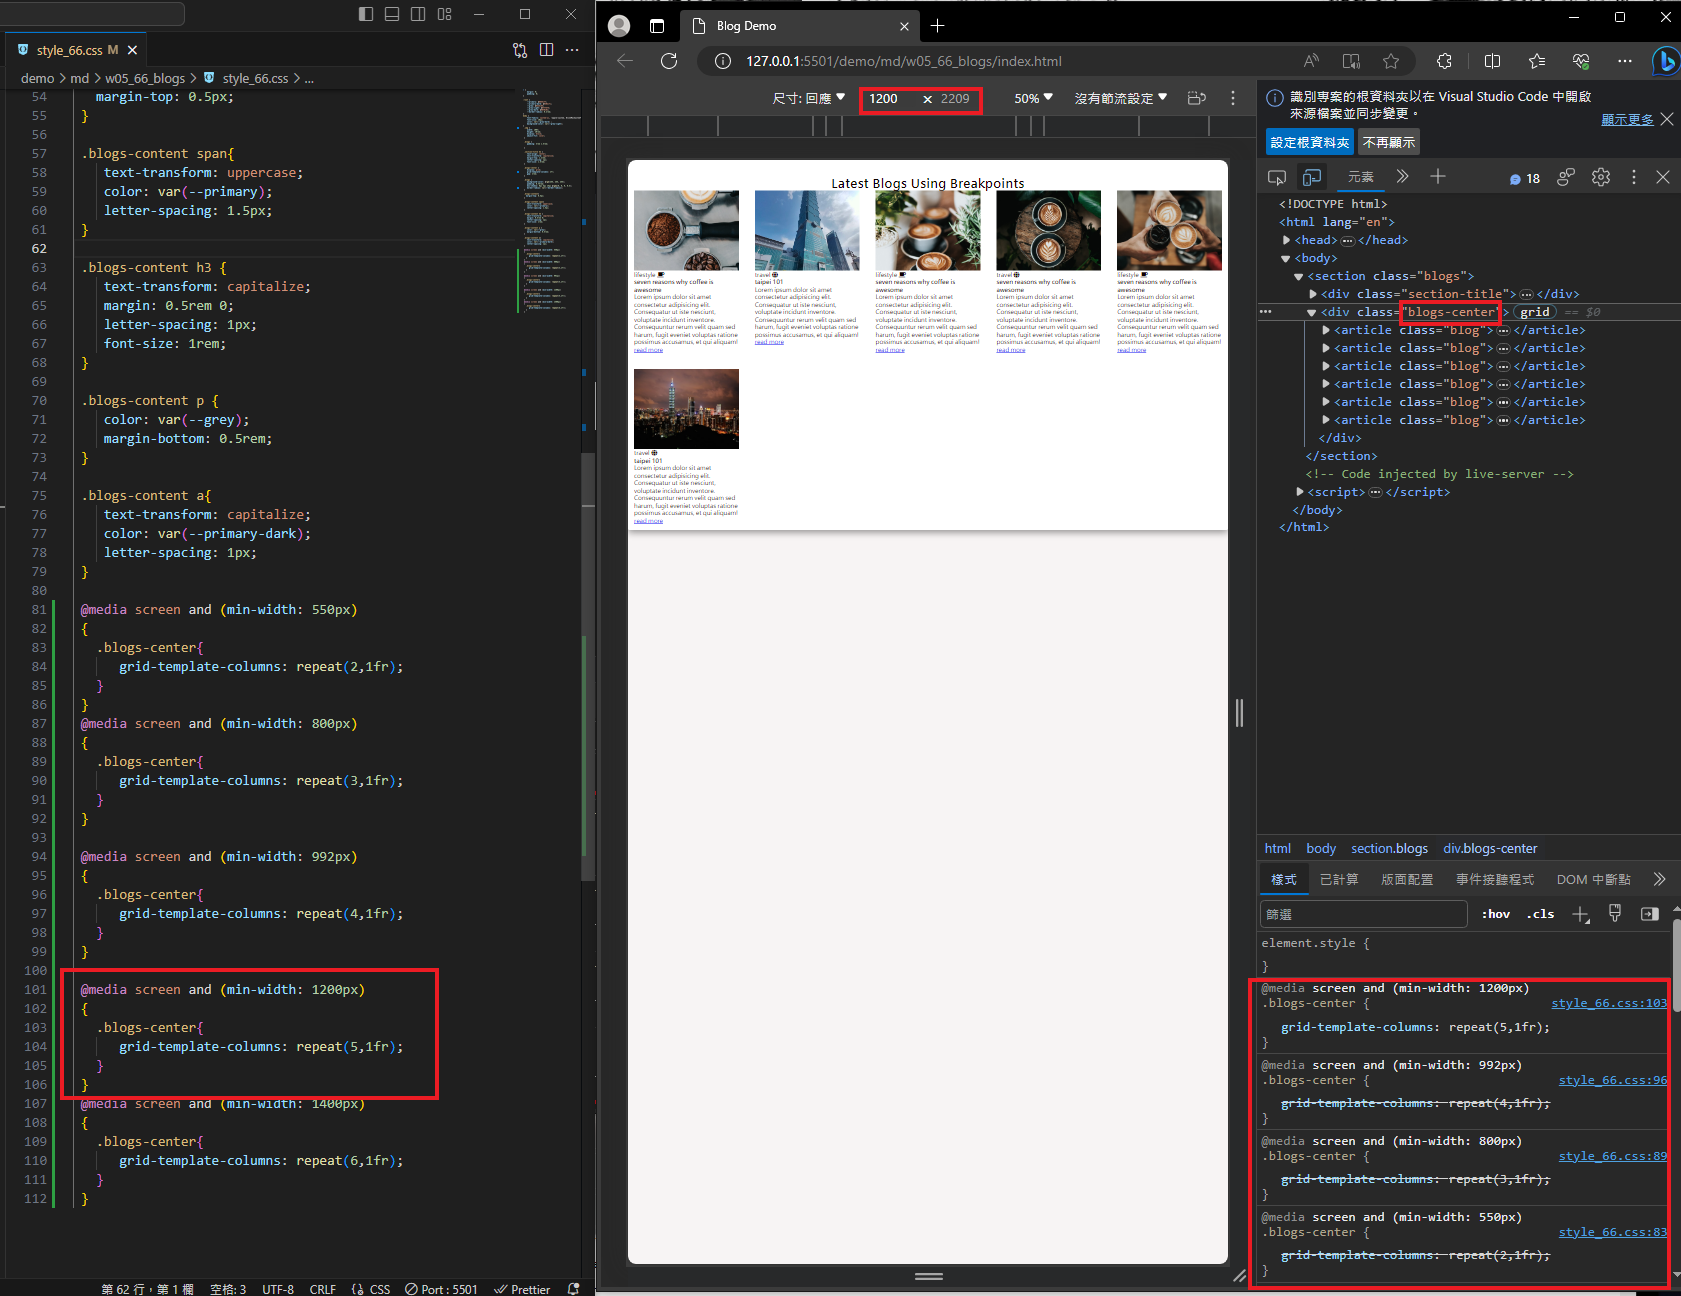 style_66.css M
demo > md > w05_66_blogs > style_66.css > ...
54 margin-top: 0.5px;
55 }
56
57 .blogs-content span{
58 text-transform: uppercase;
59 color: var(--primary);
60 letter-spacing: 1.5px;
61 }
62
63 .blogs-content h3 {
64 text-transform: capitalize;
65 margin: 0.5rem 0;
66 letter-spacing: 1px;
67 font-size: 1rem;
68 }
69
70 .blogs-content p {
71 color: var(--grey);
72 margin-bottom: 0.5rem;
73 }
74
75 .blogs-content a{
76 text-transform: capitalize;
77 color: var(--primary-dark);
78 letter-spacing: 1px;
79 }
80
81 @media screen and (min-width: 550px)
82 {
83 .blogs-center{
84 grid-template-columns: repeat(2,1fr);
85 }
86 }
87 @media screen and (min-width: 800px)
88 {
89 .blogs-center{
90 grid-template-columns: repeat(3,1fr);
91 }
92 }
93
94 @media screen and (min-width: 992px)
95 {
96 .blogs-center{
97 grid-template-columns: repeat(4,1fr);
98 }
99 }
100
101 @media screen and (min-width: 1200px)
102 {
103 .blogs-center{
104 grid-template-columns: repeat(5,1fr);
105 }
106 }
107 @media screen and (min-width: 1400px)
108 {
109 .blogs-center{
110 grid-template-columns: repeat(6,1fr);
111 }
112 }
第 62 行，第 1 欄 空格: 3 UTF-8 CRLF {} CSS Port : 5501 Prettier
Blog Demo
127.0.0.1:5501/demo/md/w05_66_blogs/index.html
尺寸: 回應 1200 × 2209 50% 沒有節流設定
Latest Blogs Using Breakpoints
lifestyle
seven reasons why coffee is
awesome
Lorem ipsum dolor sit amet
consectetur adipisicing elit.
Consequatur ut iste nesciunt,
voluptate incidunt inventore.
Consequuntur rerum velit quam sed
harum, fugit eveniet voluptas ratione
possimus accusamus, et qui aliquam!
read more
travel
taipei 101
Lorem ipsum dolor sit amet
consectetur adipisicing elit.
Consequatur ut iste nesciunt,
voluptate incidunt inventore.
Consequuntur rerum velit quam sed
harum, fugit eveniet voluptas ratione
possimus accusamus, et qui aliquam!
read more
lifestyle
seven reasons why coffee is
awesome
Lorem ipsum dolor sit amet
consectetur adipisicing elit.
Consequatur ut iste nesciunt,
voluptate incidunt inventore.
Consequuntur rerum velit quam sed
harum, fugit eveniet voluptas ratione
possimus accusamus, et qui aliquam!
read more
travel
seven reasons why coffee is
awesome
Lorem ipsum dolor sit amet
consectetur adipisicing elit.
Consequatur ut iste nesciunt,
voluptate incidunt inventore.
Consequuntur rerum velit quam sed
harum, fugit eveniet voluptas ratione
possimus accusamus, et qui aliquam!
read more
lifestyle
seven reasons why coffee is
awesome
Lorem ipsum dolor sit amet
consectetur adipisicing elit.
Consequatur ut iste nesciunt,
voluptate incidunt inventore.
Consequuntur rerum velit quam sed
harum, fugit eveniet voluptas ratione
possimus accusamus, et qui aliquam!
read more
travel
taipei 101
Lorem ipsum dolor sit amet
consectetur adipisicing elit.
Consequatur ut iste nesciunt,
voluptate incidunt inventore.
Consequuntur rerum velit quam sed
harum, fugit eveniet voluptas ratione
possimus accusamus, et qui aliquam!
read more
識別專案的根資料夾以在 Visual Studio Code 中開啟
來源檔案並同步變更。
顯示更多
設定根資料夾 不再顯示
元素 18
<!DOCTYPE html>
<html lang="en">
<head>…</head>
<body>
<section class="blogs">
<div class="section-title">…</div>
<div class="blogs-center"> grid == $0
<article class="blog">…</article>
<article class="blog">…</article>
<article class="blog">…</article>
<article class="blog">…</article>
<article class="blog">…</article>
<article class="blog">…</article>
</div>
</section>
<!-- Code injected by live-server -->
<script>…</script>
</body>
</html>
html body section.blogs div.blogs-center
樣式 已計算 版面配置 事件接聽程式 DOM 中斷點
篩選 :hov .cls
element.style {
}
@media screen and (min-width: 1200px)
.blogs-center { style_66.css:103
grid-template-columns: repeat(5,1fr);
}
@media screen and (min-width: 992px)
.blogs-center { style_66.css:96
grid-template-columns: repeat(4,1fr);
}
@media screen and (min-width: 800px)
.blogs-center { style_66.css:89
grid-template-columns: repeat(3,1fr);
}
@media screen and (min-width: 550px)
.blogs-center { style_66.css:83
grid-template-columns: repeat(2,1fr);
}